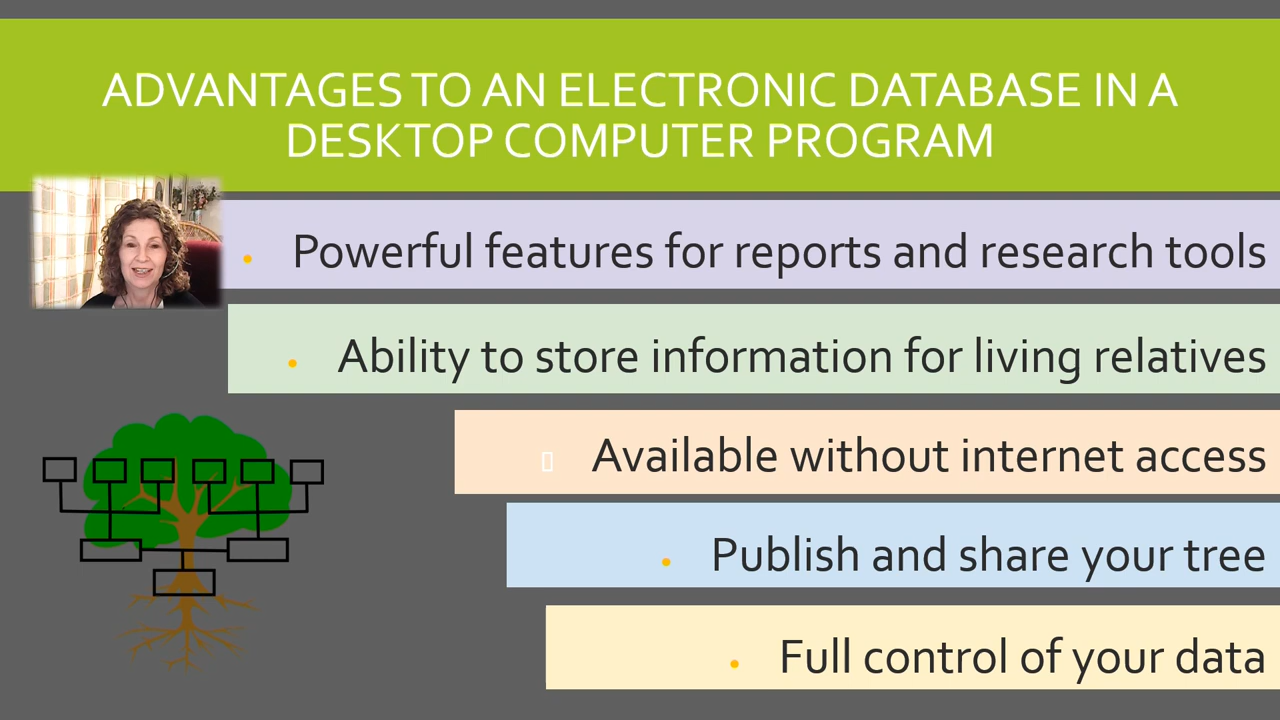 ADVANTAGES TO AN ELECTRONIC DATABASE IN A
DESKTOP COMPUTER PROGRAM
• Powerful features for reports and research tools
• Ability to store information for living relatives
▯ Available without internet access
• Publish and share your tree
• Full control of your data